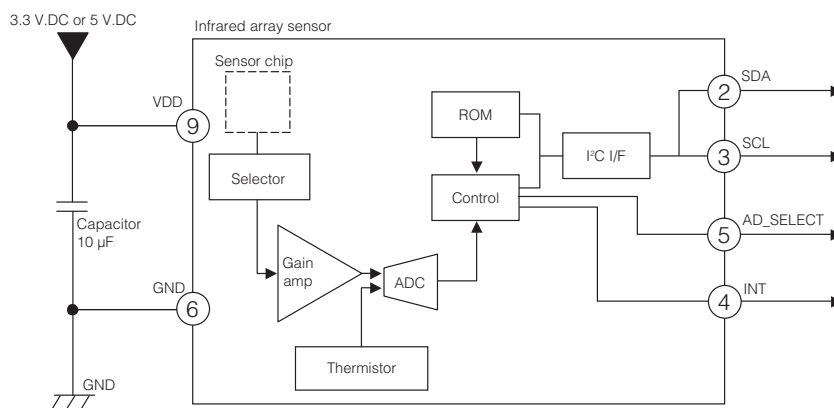 3.3 V.DC or 5 V.DC
Infrared array sensor
Sensor chip
VDD
9
Selector
ROM
I²C I/F
Control
2
SDA
3
SCL
5
AD_SELECT
4
INT
Capacitor
10 µF
Gain
amp
ADC
GND
6
Thermistor
GND